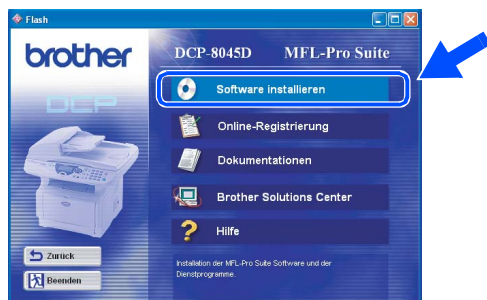 Flash
brother
DCP-8045D MFL-Pro Suite
DCP
Software installieren
Online-Registrierung
Dokumentationen
Brother Solutions Center
Hilfe
Zurück
Beenden
Installation der MFL-Pro Suite Software und der
Dienstprogramme.